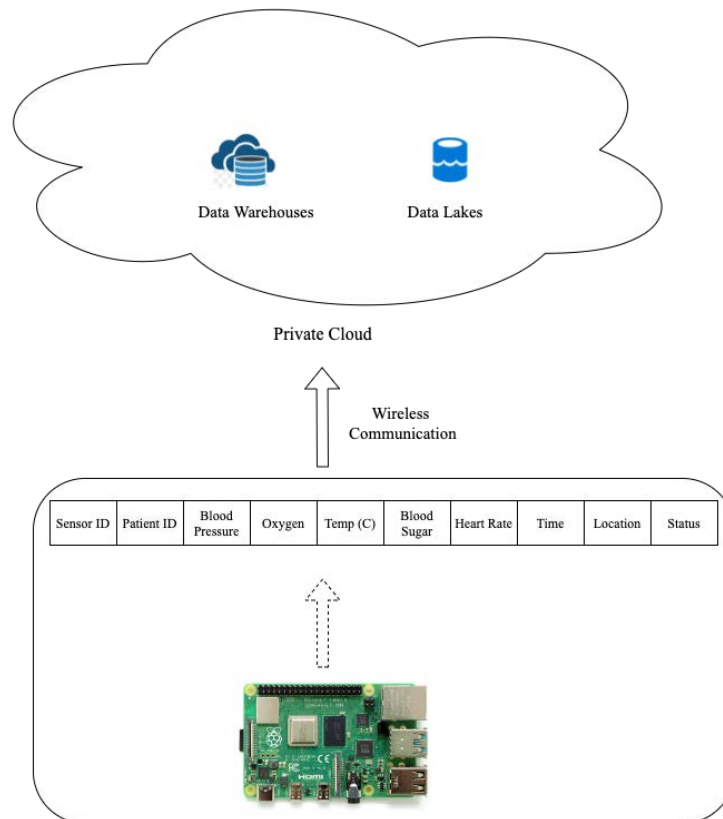 Data Warehouses
Data Lakes
Private Cloud
Wireless
Communication
Sensor ID
Patient ID
Blood
Pressure
Oxygen
Temp (C)
Blood
Sugar
Heart Rate
Time
Location
Status
HDMI